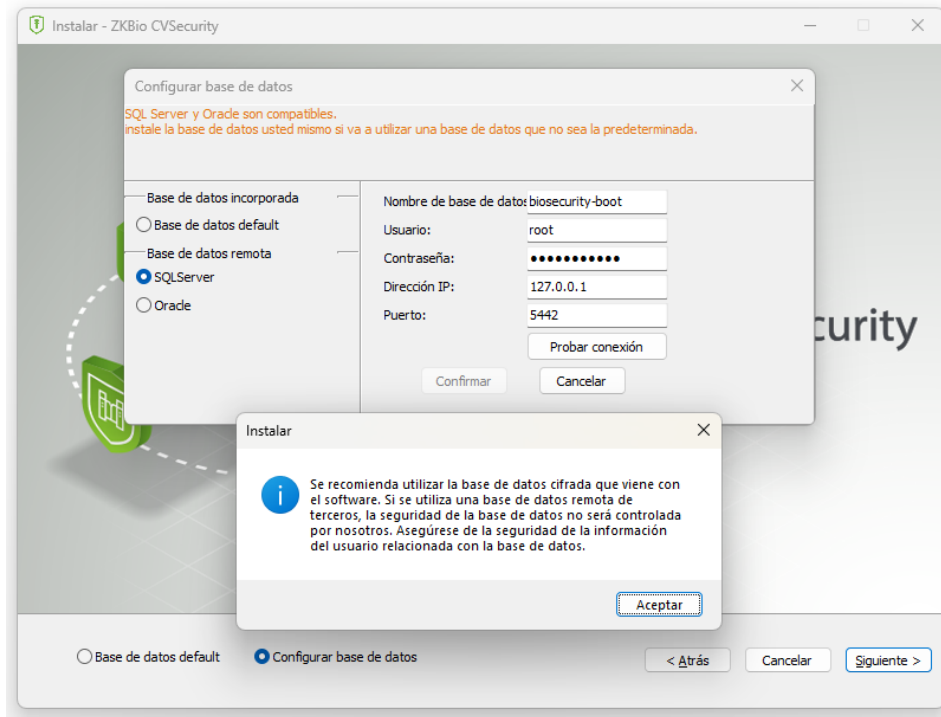 Instalar - ZKBio CVSecurity
Configurar base de datos
SQL Server y Oracle son compatibles.
instale la base de datos usted mismo si va a utilizar una base de datos que no sea la predeterminada.
Base de datos incorporada
Base de datos default
Base de datos remota
SQLServer
Oracle
Nombre de base de datos biosecurity-boot
Usuario: root
Contraseña: ●●●●●●●●●●●
Dirección IP: 127.0.0.1
Puerto: 5442
Probar conexión
Confirmar Cancelar
curity
Instalar
Se recomienda utilizar la base de datos cifrada que viene con
el software. Si se utiliza una base de datos remota de
terceros, la seguridad de la base de datos no será controlada
por nosotros. Asegúrese de la seguridad de la información
del usuario relacionada con la base de datos.
Aceptar
Base de datos default Configurar base de datos < Atrás Cancelar Siguiente >